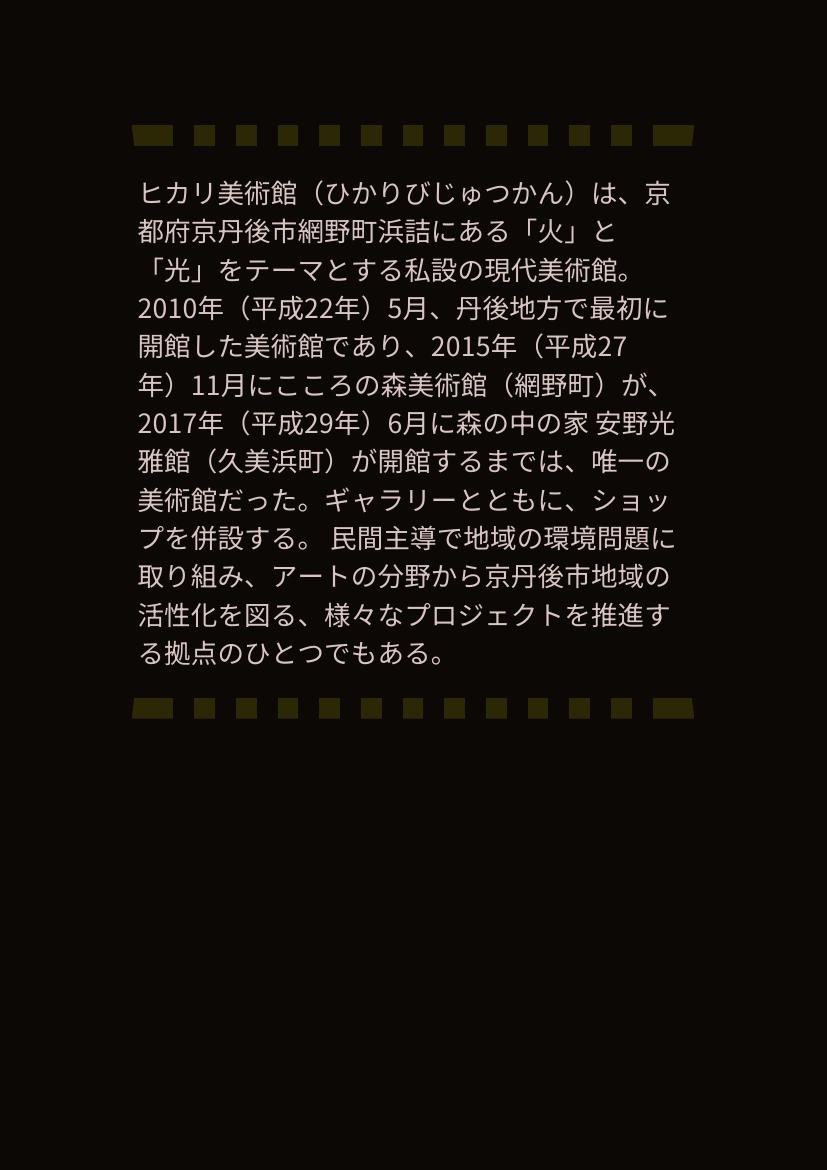 ヒカリ美術館（ひかりびじゅつかん）は、京
都府京丹後市網野町浜詰にある「火」と
「光」をテーマとする私設の現代美術館。
2010年（平成22年）5月、丹後地方で最初に
開館した美術館であり、2015年（平成27
年）11月にこころの森美術館（網野町）が、
2017年（平成29年）6月に森の中の家 安野光
雅館（久美浜町）が開館するまでは、唯一の
美術館だった。ギャラリーとともに、ショッ
プを併設する。 民間主導で地域の環境問題に
取り組み、アートの分野から京丹後市地域の
活性化を図る、様々なプロジェクトを推進す
る拠点のひとつでもある。